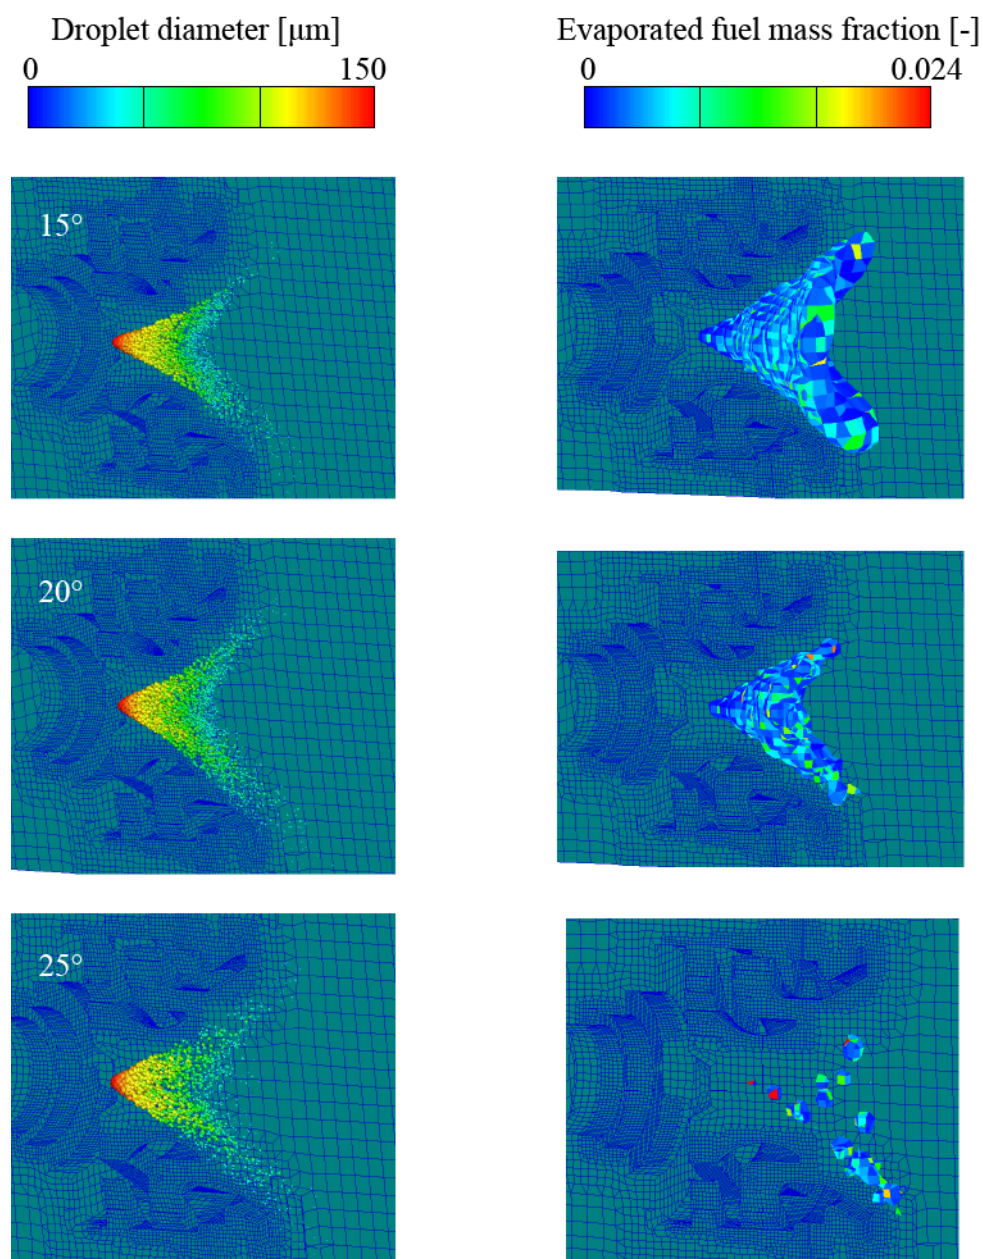 Droplet diameter [μm]
0 150
Evaporated fuel mass fraction [-]
0 0.024
15°
20°
25°